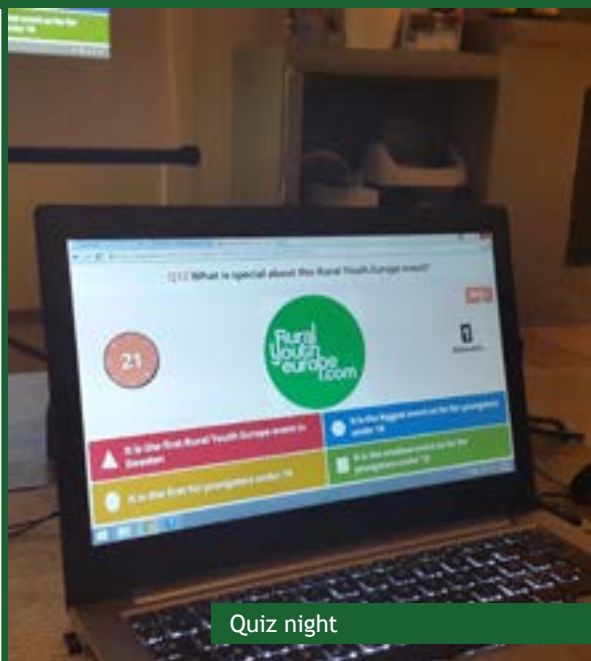 Q12 What is special about this Rural Youth Europe event?
21
Rural
Youth
europe
.com
It is the first Rural Youth Europe event in
Sweden
It is the biggest event so far for youngsters
under 18
It is the first for youngsters under 18
It is the smallest event so far for
youngsters under 18
Quiz night